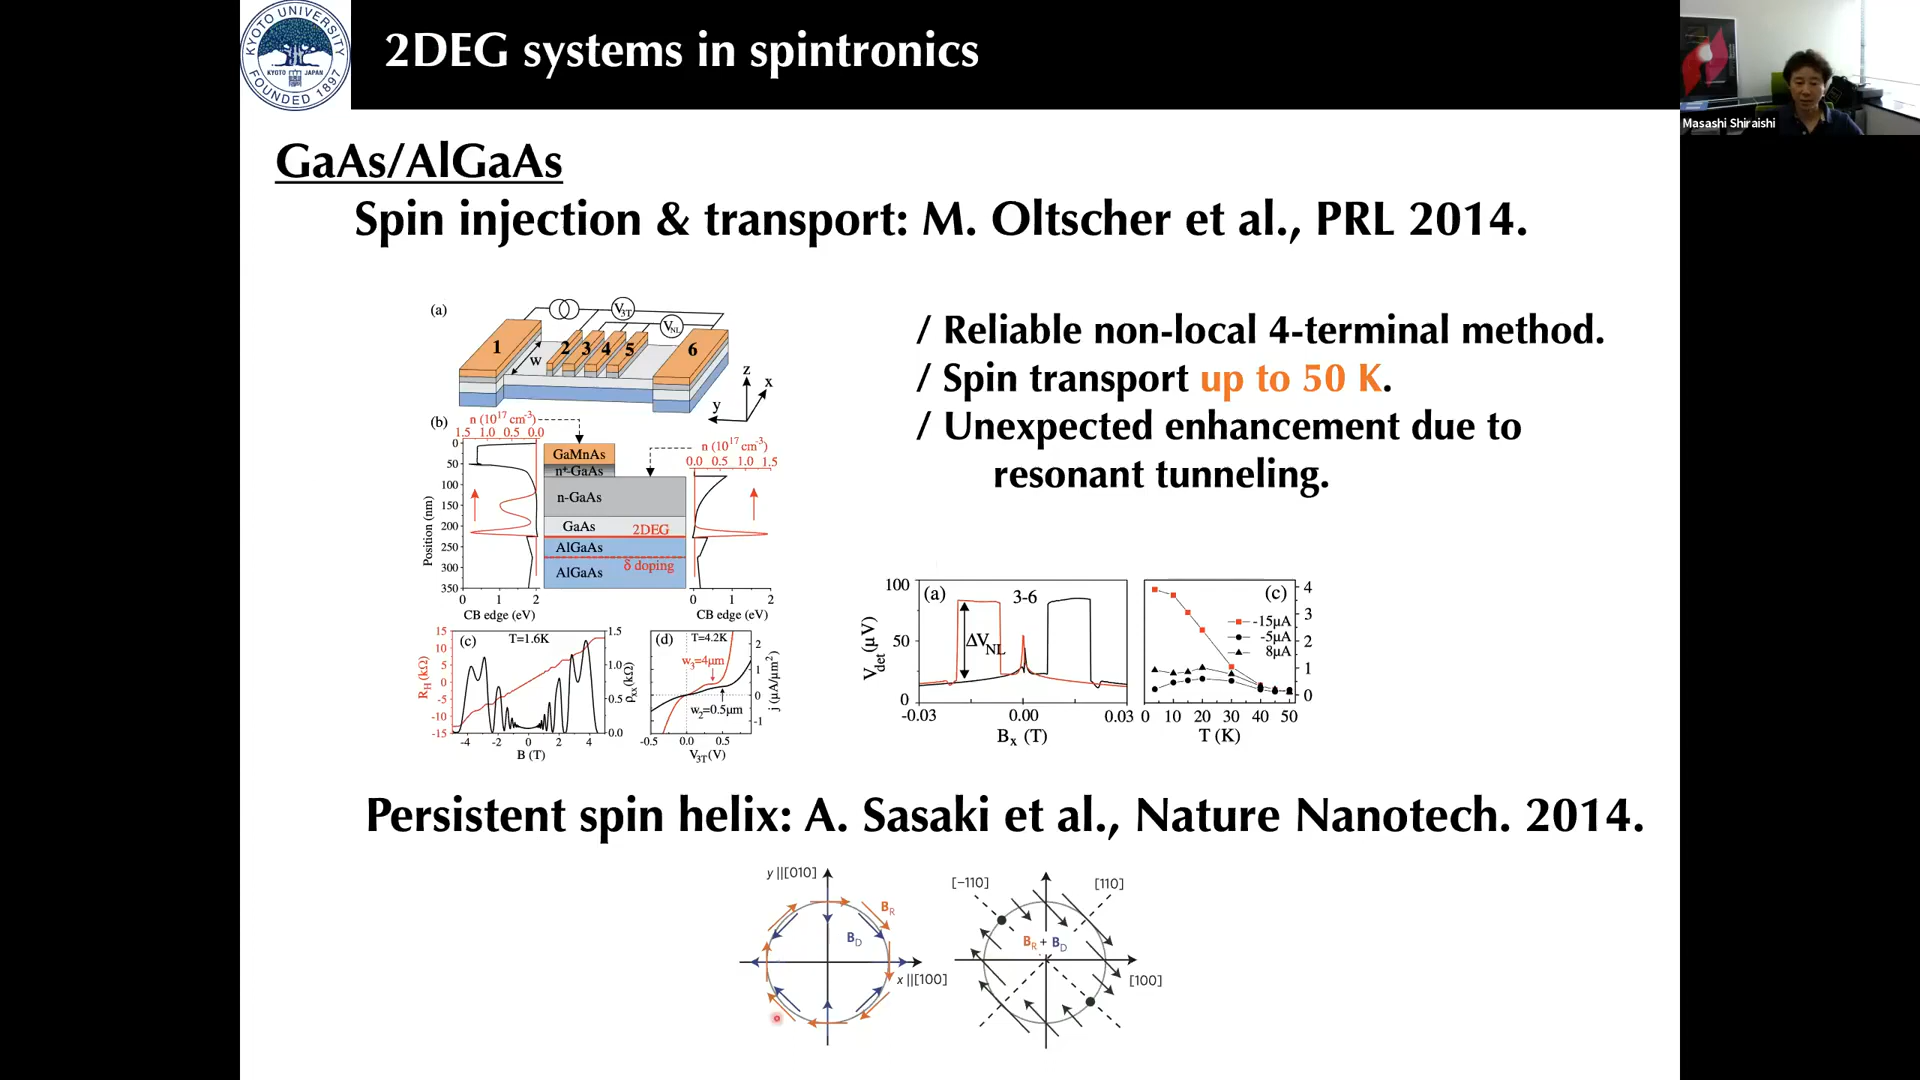 KYOTO UNIVERSITY
KYOTO JAPAN
FOUNDED 1897
2DEG systems in spintronics
Masashi Shiraishi
GaAs/AlGaAs
Spin injection & transport: M. Oltscher et al., PRL 2014.
/ Reliable non-local 4-terminal method.
/ Spin transport up to 50 K.
/ Unexpected enhancement due to
resonant tunneling.
(a)
V3T
VNL
1 2 3 4 5 6
w
z
x
y
(b)
n (10^17 cm^-3)
1.5 1.0 0.5 0.0
n (10^17 cm^-3)
0.0 0.5 1.0 1.5
Position (nm)
0
50
100
150
200
250
300
350
GaMnAs
n+-GaAs
n-GaAs
GaAs 2DEG
AlGaAs
δ doping
AlGaAs
0 1 2
CB edge (eV)
0 1 2
CB edge (eV)
(c) T=1.6K
RH (kΩ)
15
10
5
0
-5
-10
-15
1.5
1.0
0.5
0.0
ρxx(kΩ)
-4 -2 0 2 4
B (T)
(d) T=4.2K
w3=4μm
w2=0.5μm
2
1
0
-1
j (μA/μm²)
-0.5 0.0 0.5
V3T(V)
(a) 3-6
ΔVNL
Vdet(μV)
100
50
0
-0.03 0.00 0.03
Bx (T)
(c)
-15μA
-5μA
8μA
4
3
2
1
0
0 10 20 30 40 50
T (K)
Persistent spin helix: A. Sasaki et al., Nature Nanotech. 2014.
y ||[010]
BR
BD
x ||[100]
[−110]
[110]
BR + BD
[100]